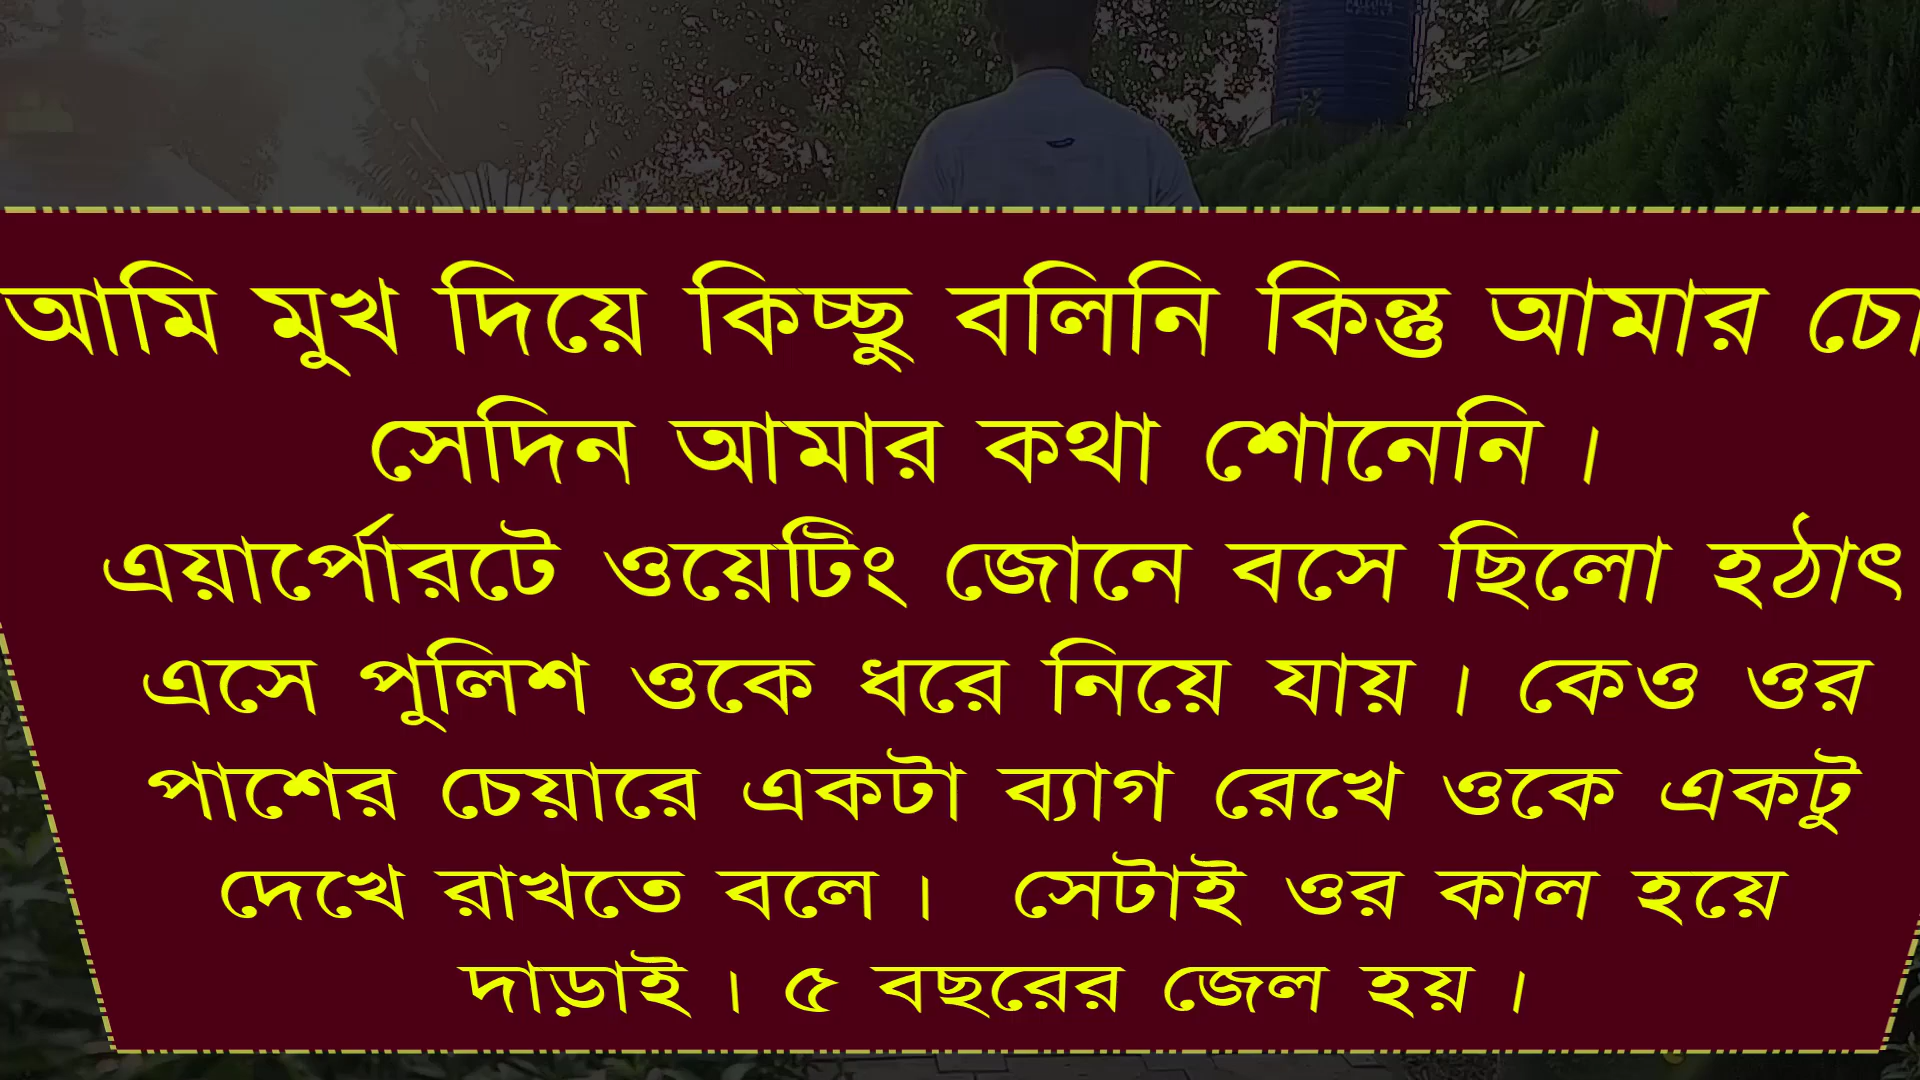 আমি মুখ দিয়ে কিচ্ছু বলিনি কিন্তু আমার
সেদিন আমার কথা শোনেনি ।
এয়ার্পোরটে ওয়েটিং জোনে বসে ছিলো হঠাৎ
এসে পুলিশ ওকে ধরে নিয়ে যায় । কেও ওর
পাশের চেয়ারে একটা ব্যাগ রেখে ওকে একটু
দেখে রাখতে বলে । সেটাই ওর কাল হয়ে
দাড়াই । ৫ বছরের জেল হয় ।